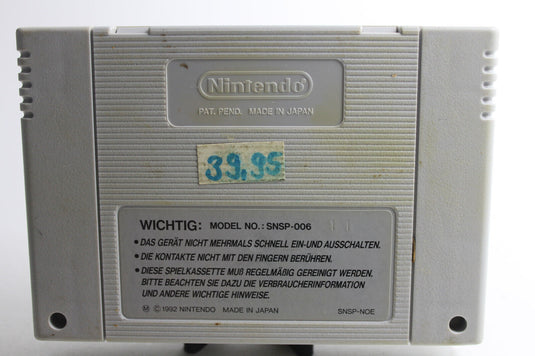 Nintendo®
PAT. PEND. MADE IN JAPAN
39,95
WICHTIG: MODEL NO.: SNSP-006
• DAS GERÄT NICHT MEHRMALS SCHNELL EIN-UND AUSSCHALTEN.
• DIE KONTAKTE NICHT MIT DEN FINGERN BERÜHREN.
• DIESE SPIELKASSETTE MUß REGELMÄßIG GEREINIGT WERDEN.
BITTE BEACHTEN SIE DAZU DIE VERBRAUCHERINFORMATION
UND ANDERE WICHTIGE HINWEISE.
Ⓜ © 1992 NINTENDO MADE IN JAPAN SNSP-NOE